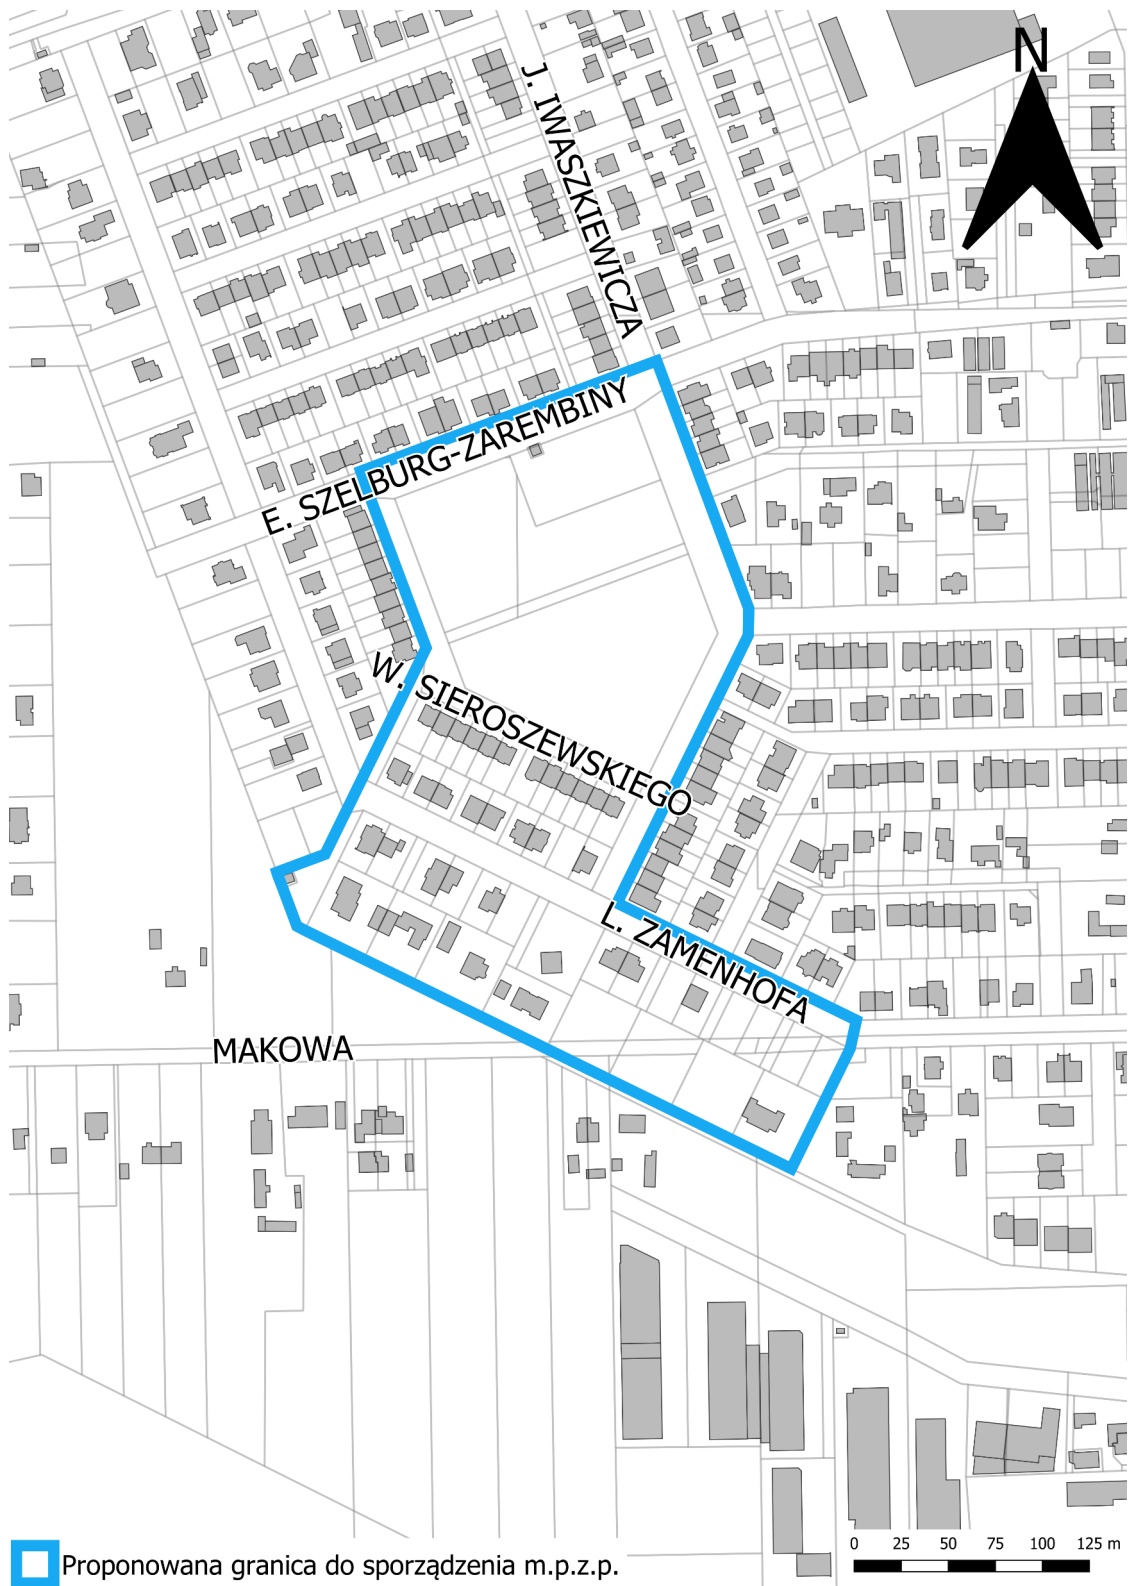 N
J. IWASZKIEWICZA
E. SZELBURG-ZAREMBINY
W. SIEROSZEWSKIEGO
L. ZAMENHOFA
MAKOWA
0 25 50 75 100 125 m
Proponowana granica do sporządzenia m.p.z.p.